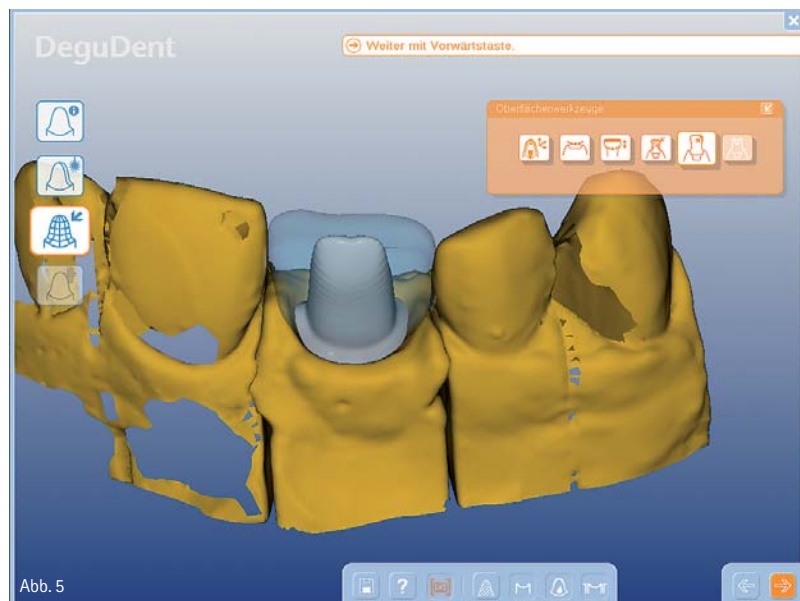 DeguDent
Weiter mit Vorwärtstaste.
Oberflächenwerkzeuge
?
Abb. 5